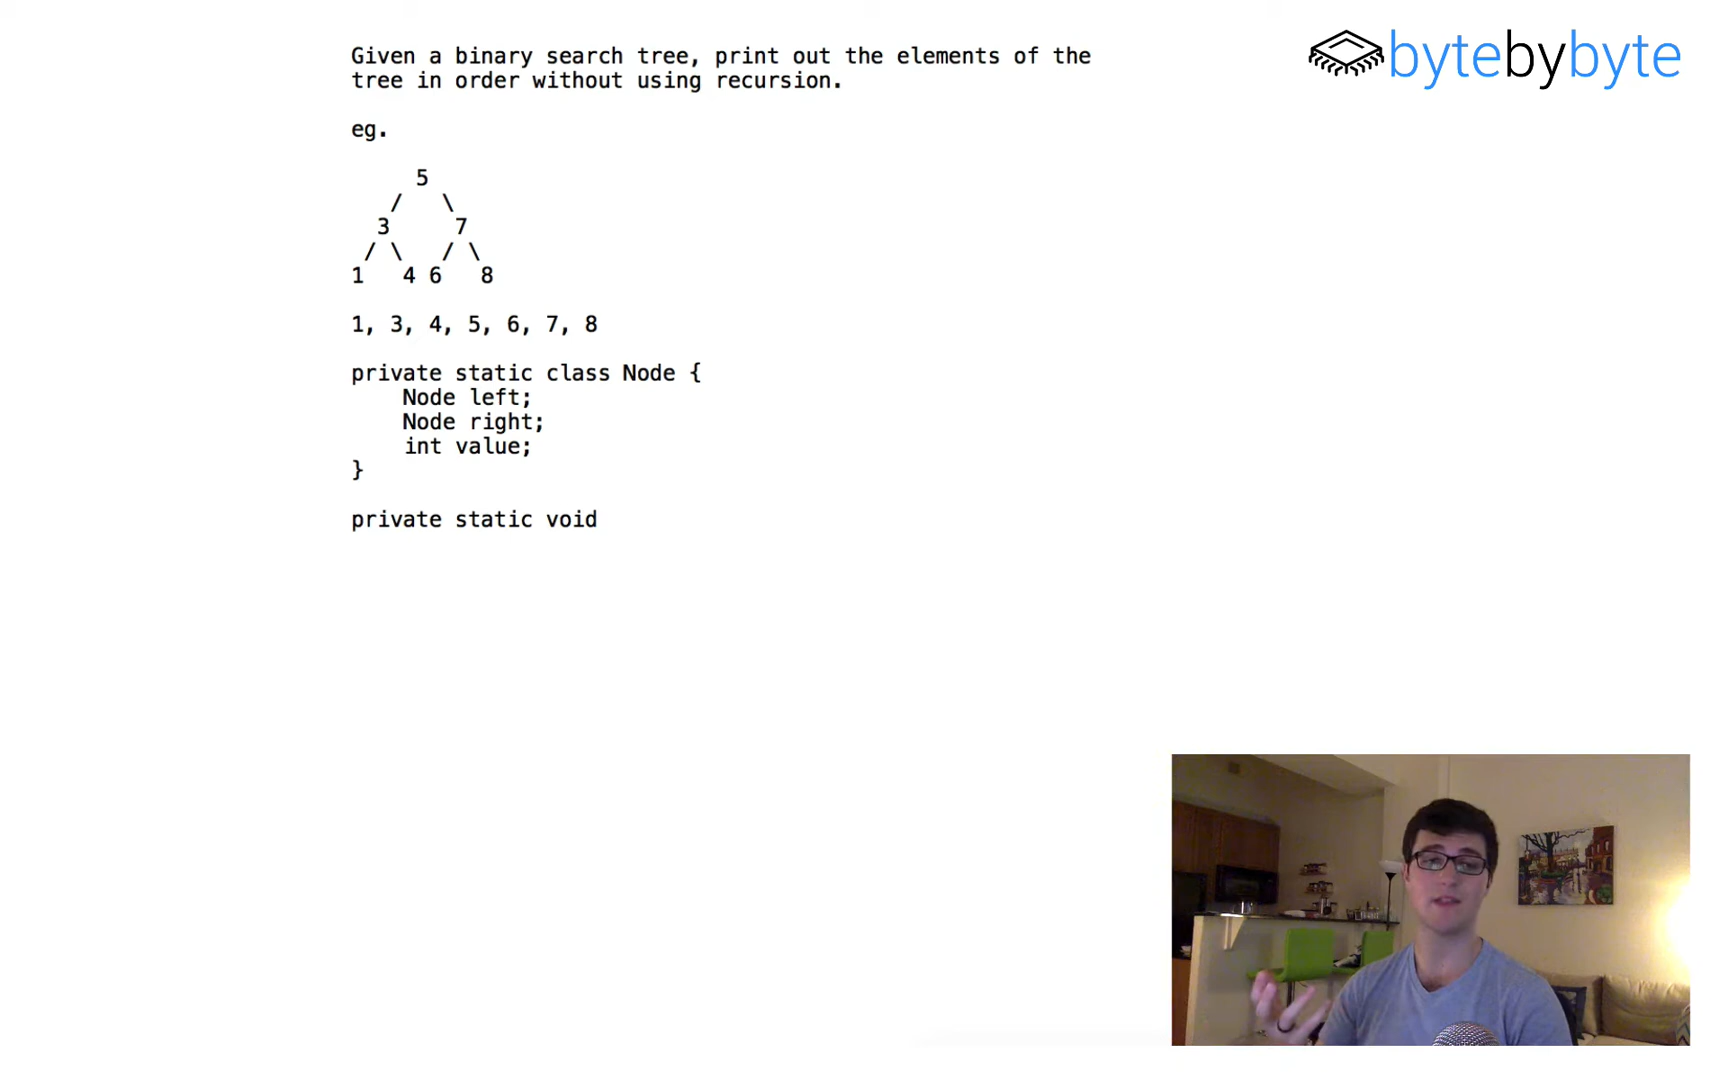 Given a binary search tree, print out the elements of the
bytebybyte
tree in order without using recursion.
eg.
5
/ \
3 7
/ \ / \
1 4 6 8
1, 3, 4, 5, 6, 7, 8
private static class Node {
Node left;
Node right;
int value;
}
private static void